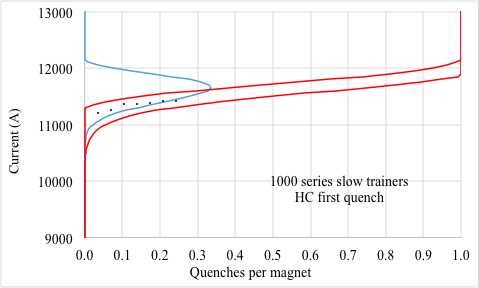 13000
12000
11000
10000
9000
Current (A)
1000 series slow trainers
HC first quench
0.0 0.1 0.2 0.3 0.4 0.5 0.6 0.7 0.8 0.9 1.0
Quenches per magnet